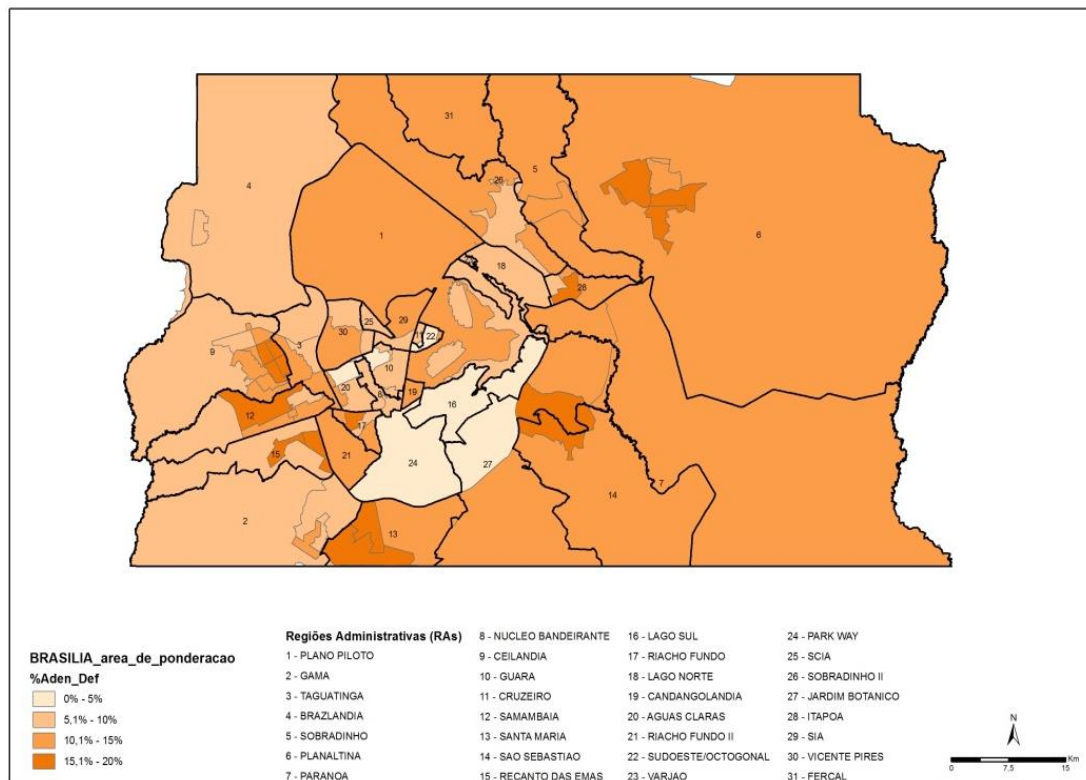 31
5
26
4
6
1
18
28
25
29
30
11
22
3
9
10
20
8
19
16
12
17
15
21
24
27
14
7
2
13
BRASILIA_area_de_ponderacao
%Aden_Def
0% - 5%
5,1% - 10%
10,1% - 15%
15,1% - 20%
Regiões Administrativas (RAs)
1 - PLANO PILOTO
2 - GAMA
3 - TAGUATINGA
4 - BRAZLANDIA
5 - SOBRADINHO
6 - PLANALTINA
7 - PARANOA
8 - NUCLEO BANDEIRANTE
9 - CEILANDIA
10 - GUARA
11 - CRUZEIRO
12 - SAMAMBAIA
13 - SANTA MARIA
14 - SAO SEBASTIAO
15 - RECANTO DAS EMAS
16 - LAGO SUL
17 - RIACHO FUNDO
18 - LAGO NORTE
19 - CANDANGOLANDIA
20 - AGUAS CLARAS
21 - RIACHO FUNDO II
22 - SUDOESTE/OCTOGONAL
23 - VARJAO
24 - PARK WAY
25 - SCIA
26 - SOBRADINHO II
27 - JARDIM BOTANICO
28 - ITAPOA
29 - SIA
30 - VICENTE PIRES
31 - FERCAL
N
Km
0 7,5 15